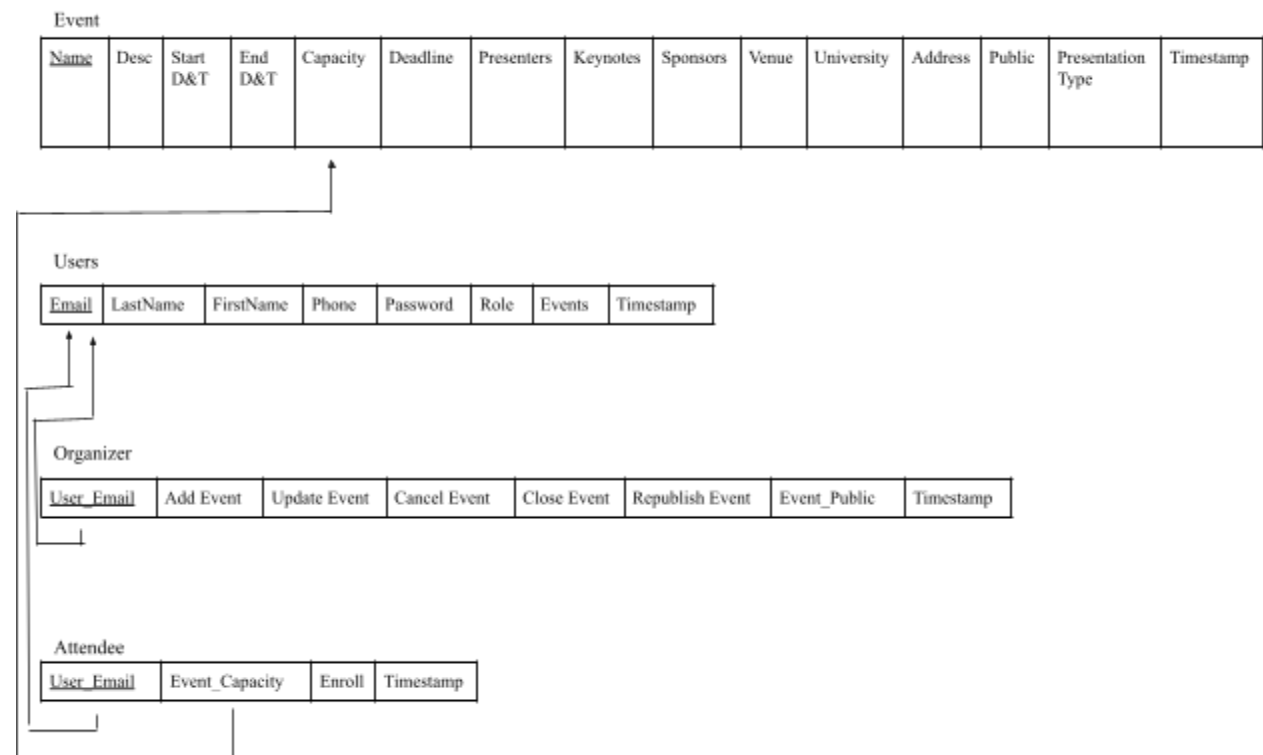 Event
Name Desc Start D&T End D&T Capacity Deadline Presenters Keynotes Sponsors Venue University Address Public Presentation Type Timestamp
Users
Email LastName FirstName Phone Password Role Events Timestamp
Organizer
User_Email Add Event Update Event Cancel Event Close Event Republish Event Event_Public Timestamp
Attendee
User_Email Event_Capacity Enroll Timestamp